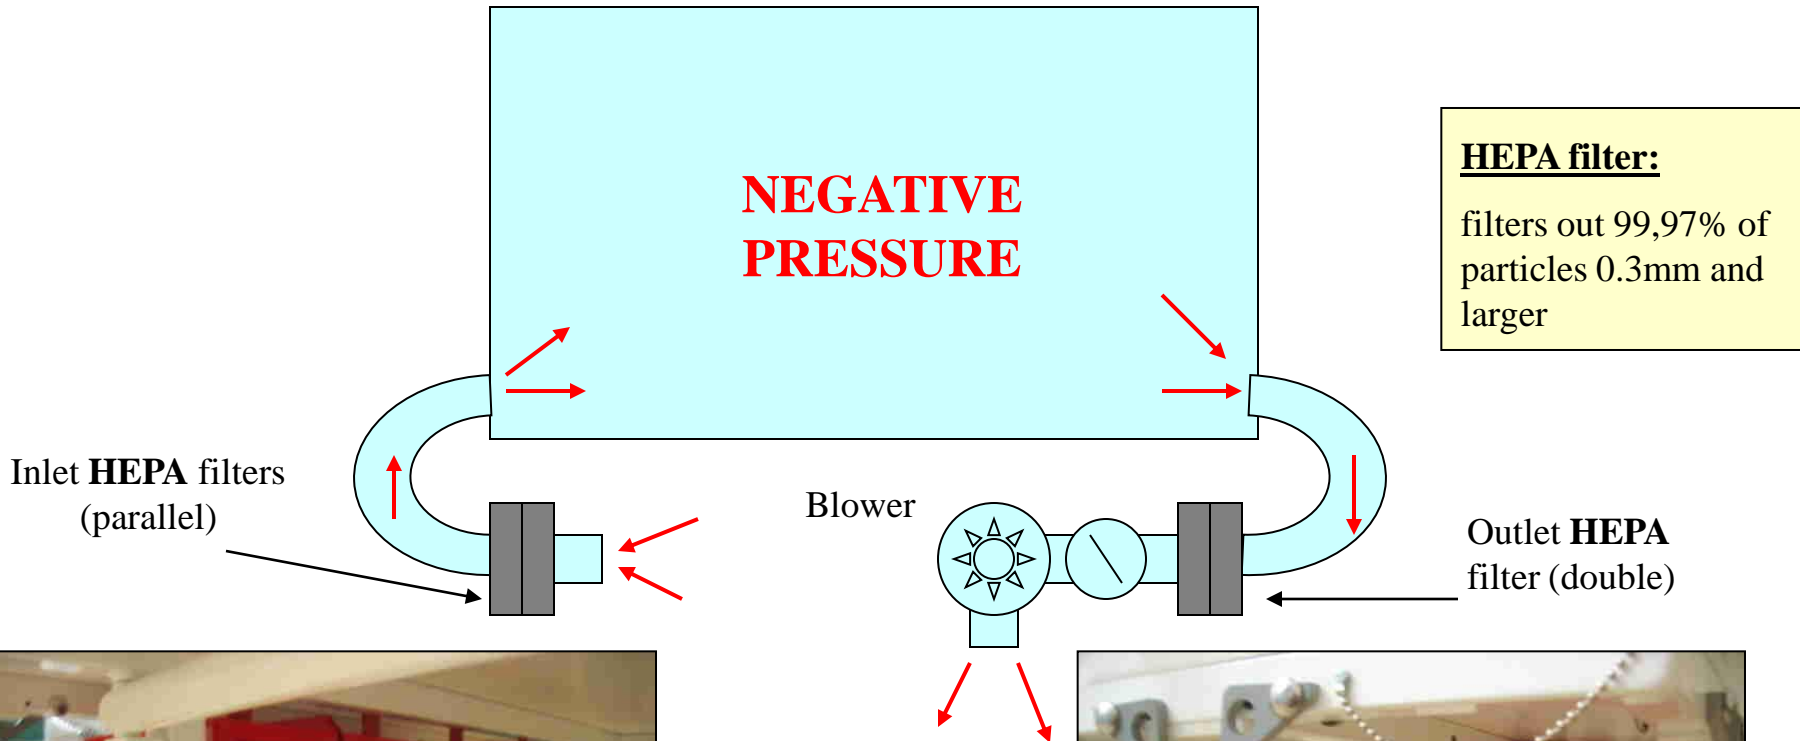 NEGATIVE
PRESSURE
HEPA filter:
filters out 99,97% of
particles 0.3mm and
larger
Inlet HEPA filters
(parallel)
Blower
Outlet HEPA
filter (double)